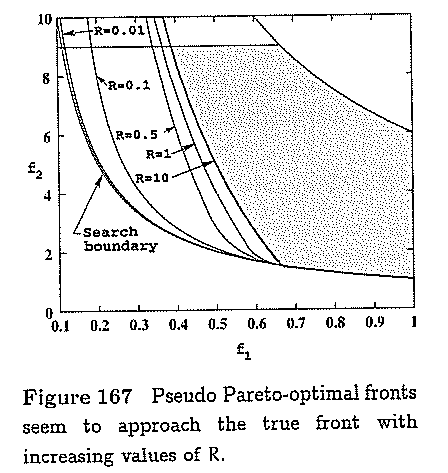 10
R=0.01
8
R=0.1
6
R=0.5
R=1
f2
R=10
4
Search
boundary
2
0
0.1 0.2 0.3 0.4 0.5 0.6 0.7 0.8 0.9 1
f1
Figure 167 Pseudo Pareto-optimal fronts
seem to approach the true front with
increasing values of R.